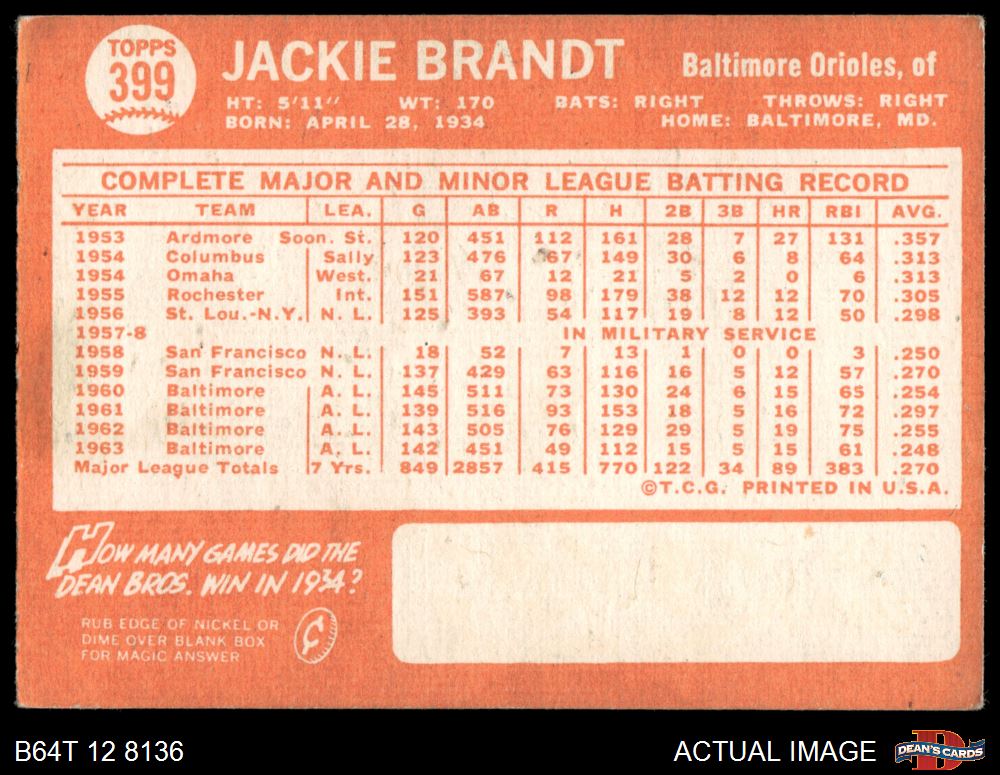 TOPPS
399
JACKIE BRANDT
Baltimore Orioles, of
HT: 5'11" WT: 170 BATS: RIGHT THROWS: RIGHT
BORN: APRIL 28, 1934 HOME: BALTIMORE, MD.
COMPLETE MAJOR AND MINOR LEAGUE BATTING RECORD
YEAR TEAM LEA. G AB R H 2B 3B HR RBI AVG.
1953 Ardmore Soon. St. 120 451 112 161 28 7 27 131 .357
1954 Columbus Sally 123 476 67 149 30 6 8 64 .313
1954 Omaha West. 21 67 12 21 5 2 0 6 .313
1955 Rochester Int. 151 587 98 179 38 12 12 70 .305
1956 St. Lou.-N.Y. N. L. 125 393 54 117 19 8 12 50 .298
1957-8 IN MILITARY SERVICE
1958 San Francisco N. L. 18 52 7 13 1 0 0 3 .250
1959 San Francisco N. L. 137 429 63 116 16 5 12 57 .270
1960 Baltimore A. L. 145 511 73 130 24 6 15 65 .254
1961 Baltimore A. L. 139 516 93 153 18 5 16 72 .297
1962 Baltimore A. L. 143 505 76 129 29 5 19 75 .255
1963 Baltimore A. L. 142 451 49 112 15 5 15 61 .248
Major League Totals 7 Yrs. 849 2857 415 770 122 34 89 383 .270
©T.C.G. PRINTED IN U.S.A.
HOW MANY GAMES DID THE
DEAN BROS. WIN IN 1934?
RUB EDGE OF NICKEL OR
DIME OVER BLANK BOX
FOR MAGIC ANSWER
¢
B64T 12 8136
ACTUAL IMAGE
DEAN'S CARDS